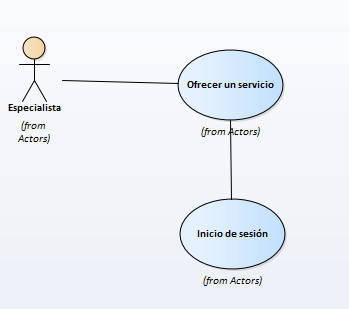 Especialista
(from
Actors)
Ofrecer un servicio
(from Actors)
Inicio de sesión
(from Actors)